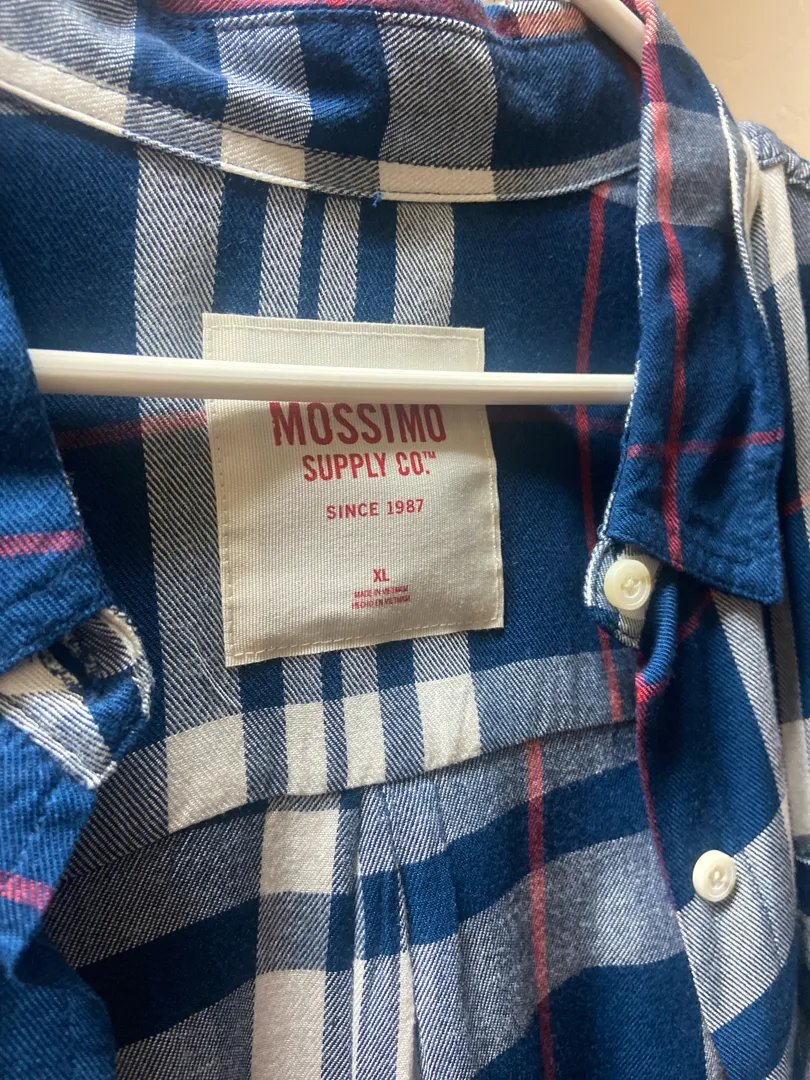 MOSSIMO
SUPPLY CO.™
SINCE 1987
XL
MADE IN VIETNAM
HECHO EN VIETNAM